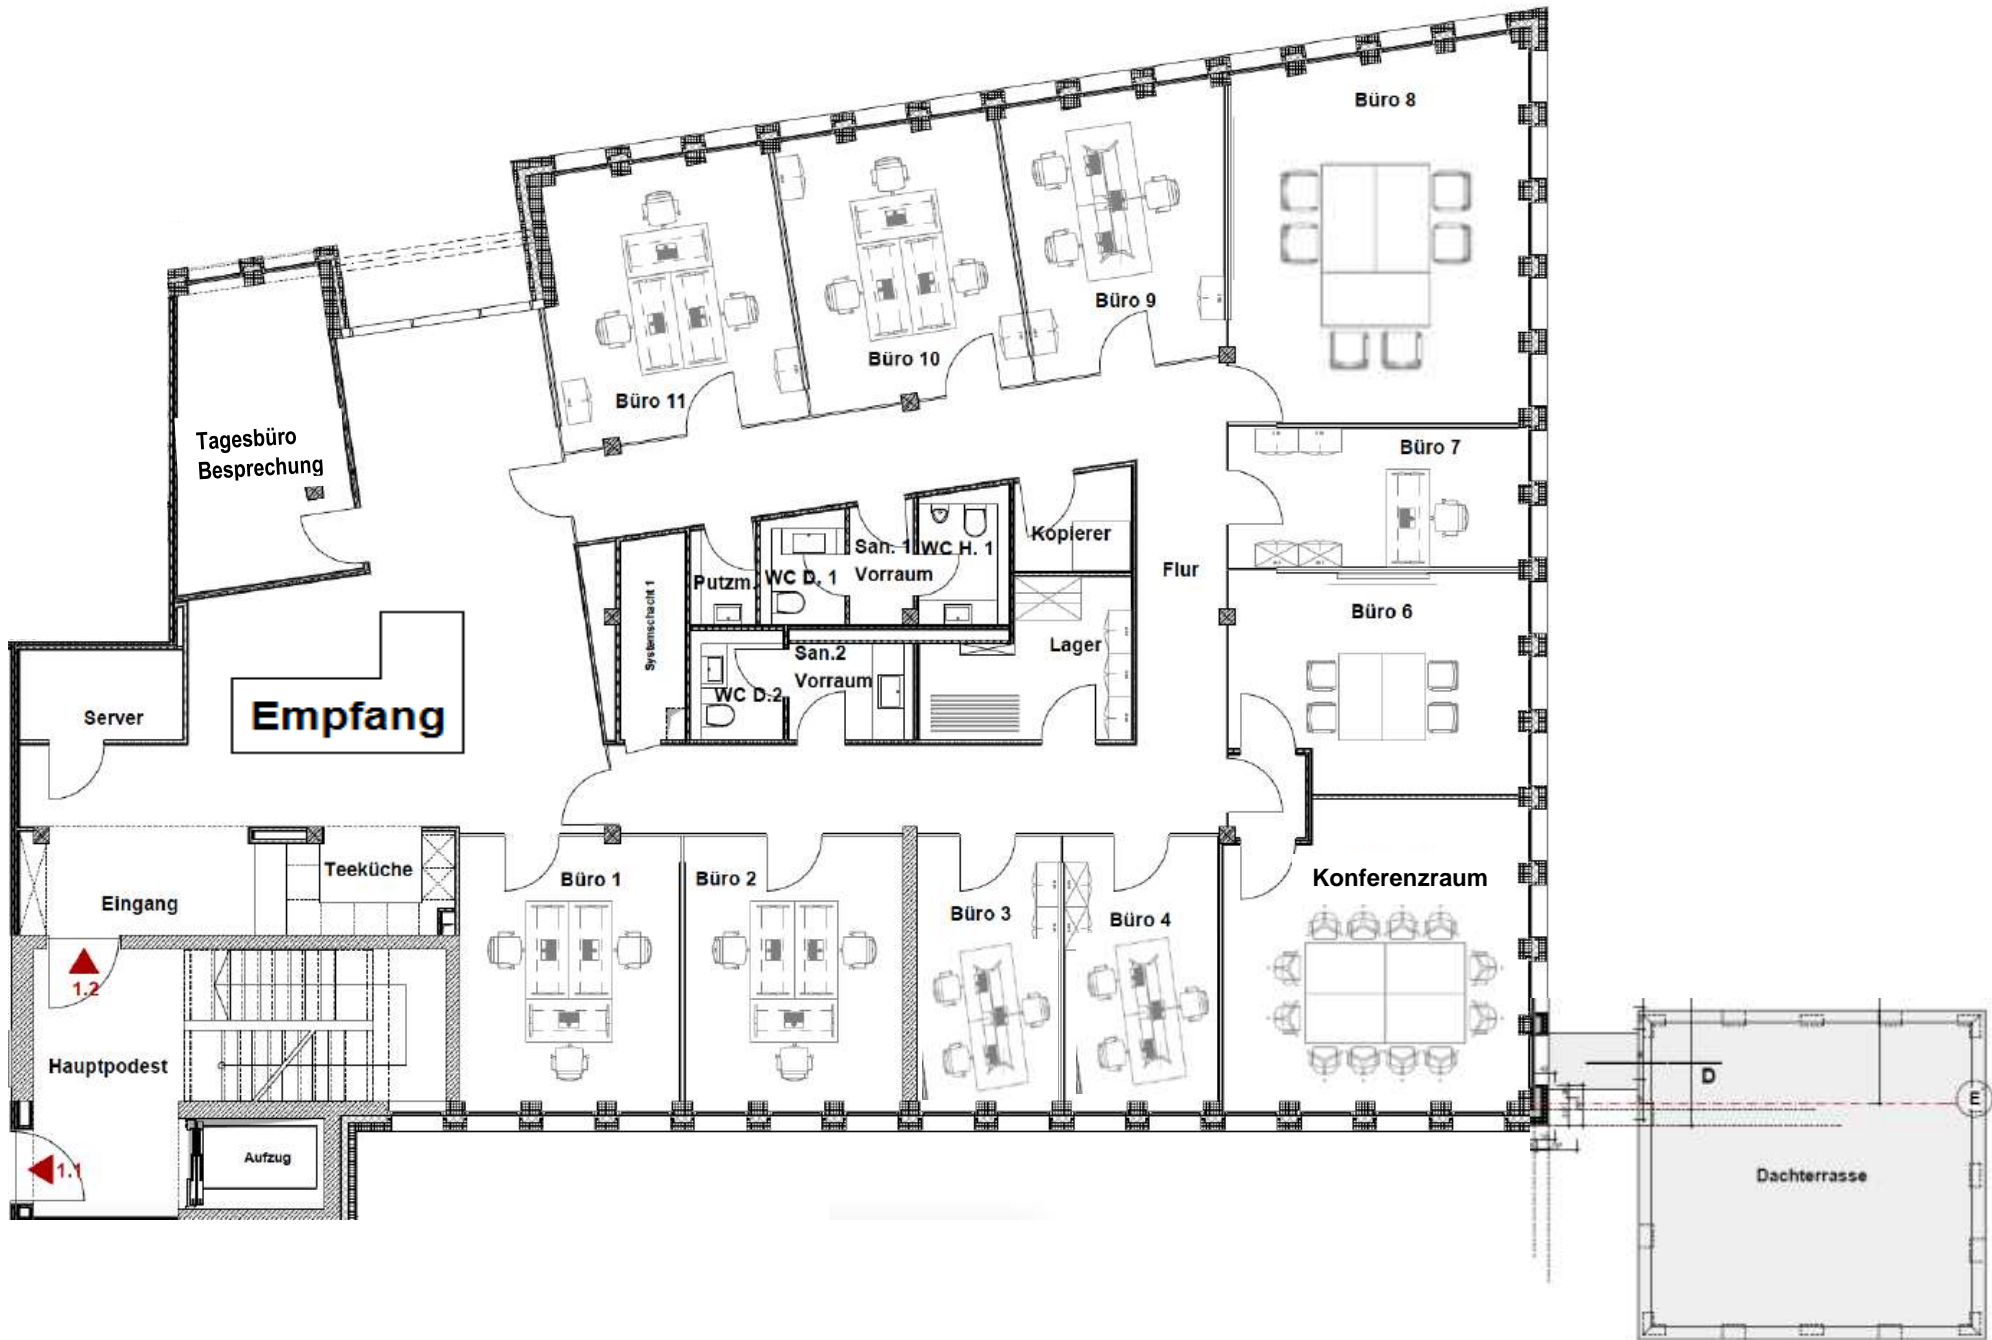 Büro 8
Büro 9
Büro 10
Büro 11
Tagesbüro
Besprechung
Büro 7
Kopierer
San. 1
Vorraum
WC H. 1
WC D. 1
Putzm.
Systemschacht 1
Flur
Büro 6
Lager
San.2
Vorraum
WC D.2
Server
Empfang
Teeküche
Eingang
Büro 1
Büro 2
Büro 3
Büro 4
Konferenzraum
1.2
Hauptpodest
Aufzug
1.1
D
E
Dachterrasse